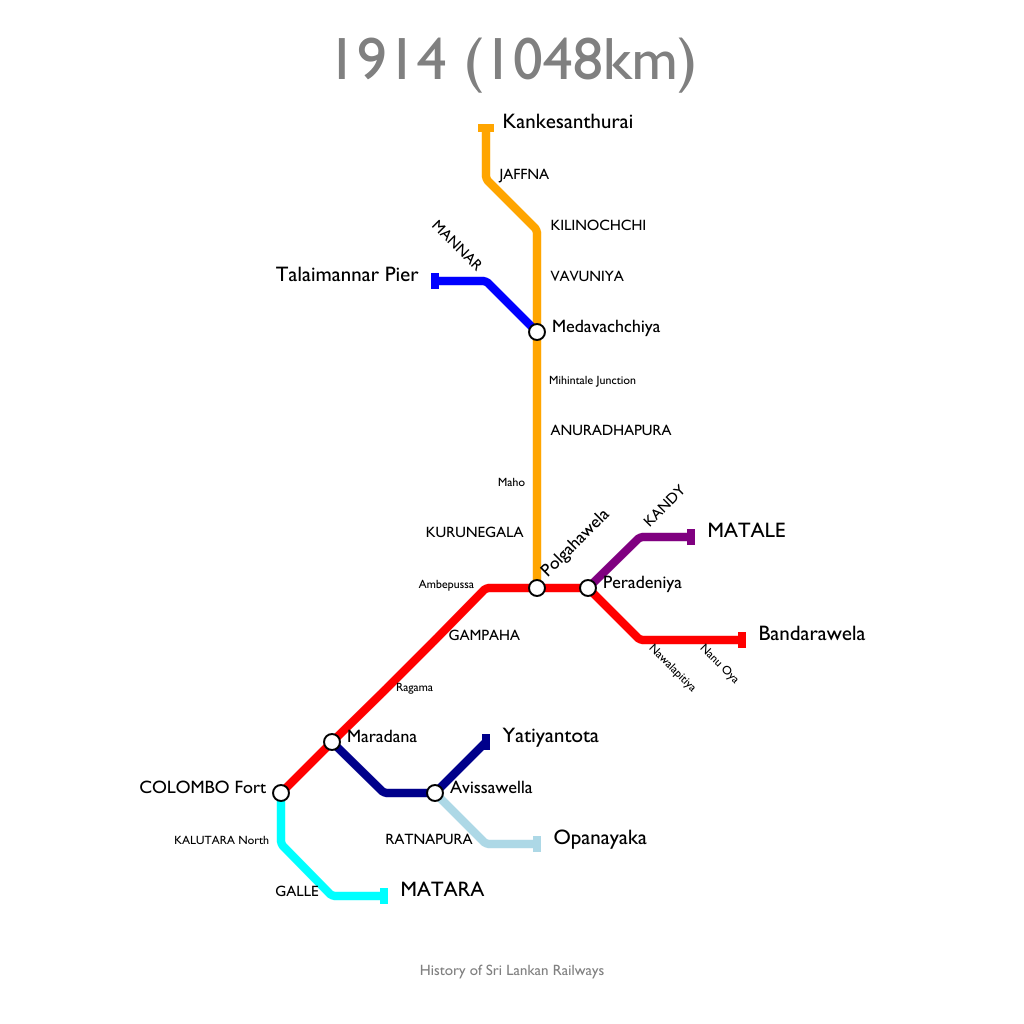 1914 (1048km)
Kankesanthurai
JAFFNA
KILINOCHCHI
MANNAR
Talaimannar Pier
VAVUNIYA
Medavachchiya
Mihintale Junction
ANURADHAPURA
Maho
KURUNEGALA
Polgahawela
KANDY
MATALE
Ambepussa
Peradeniya
GAMPAHA
Bandarawela
Nawalapitiya
Nanu Oya
Ragama
Maradana
Yatiyantota
COLOMBO Fort
Avissawella
KALUTARA North
RATNAPURA
Opanayaka
GALLE
MATARA
History of Sri Lankan Railways